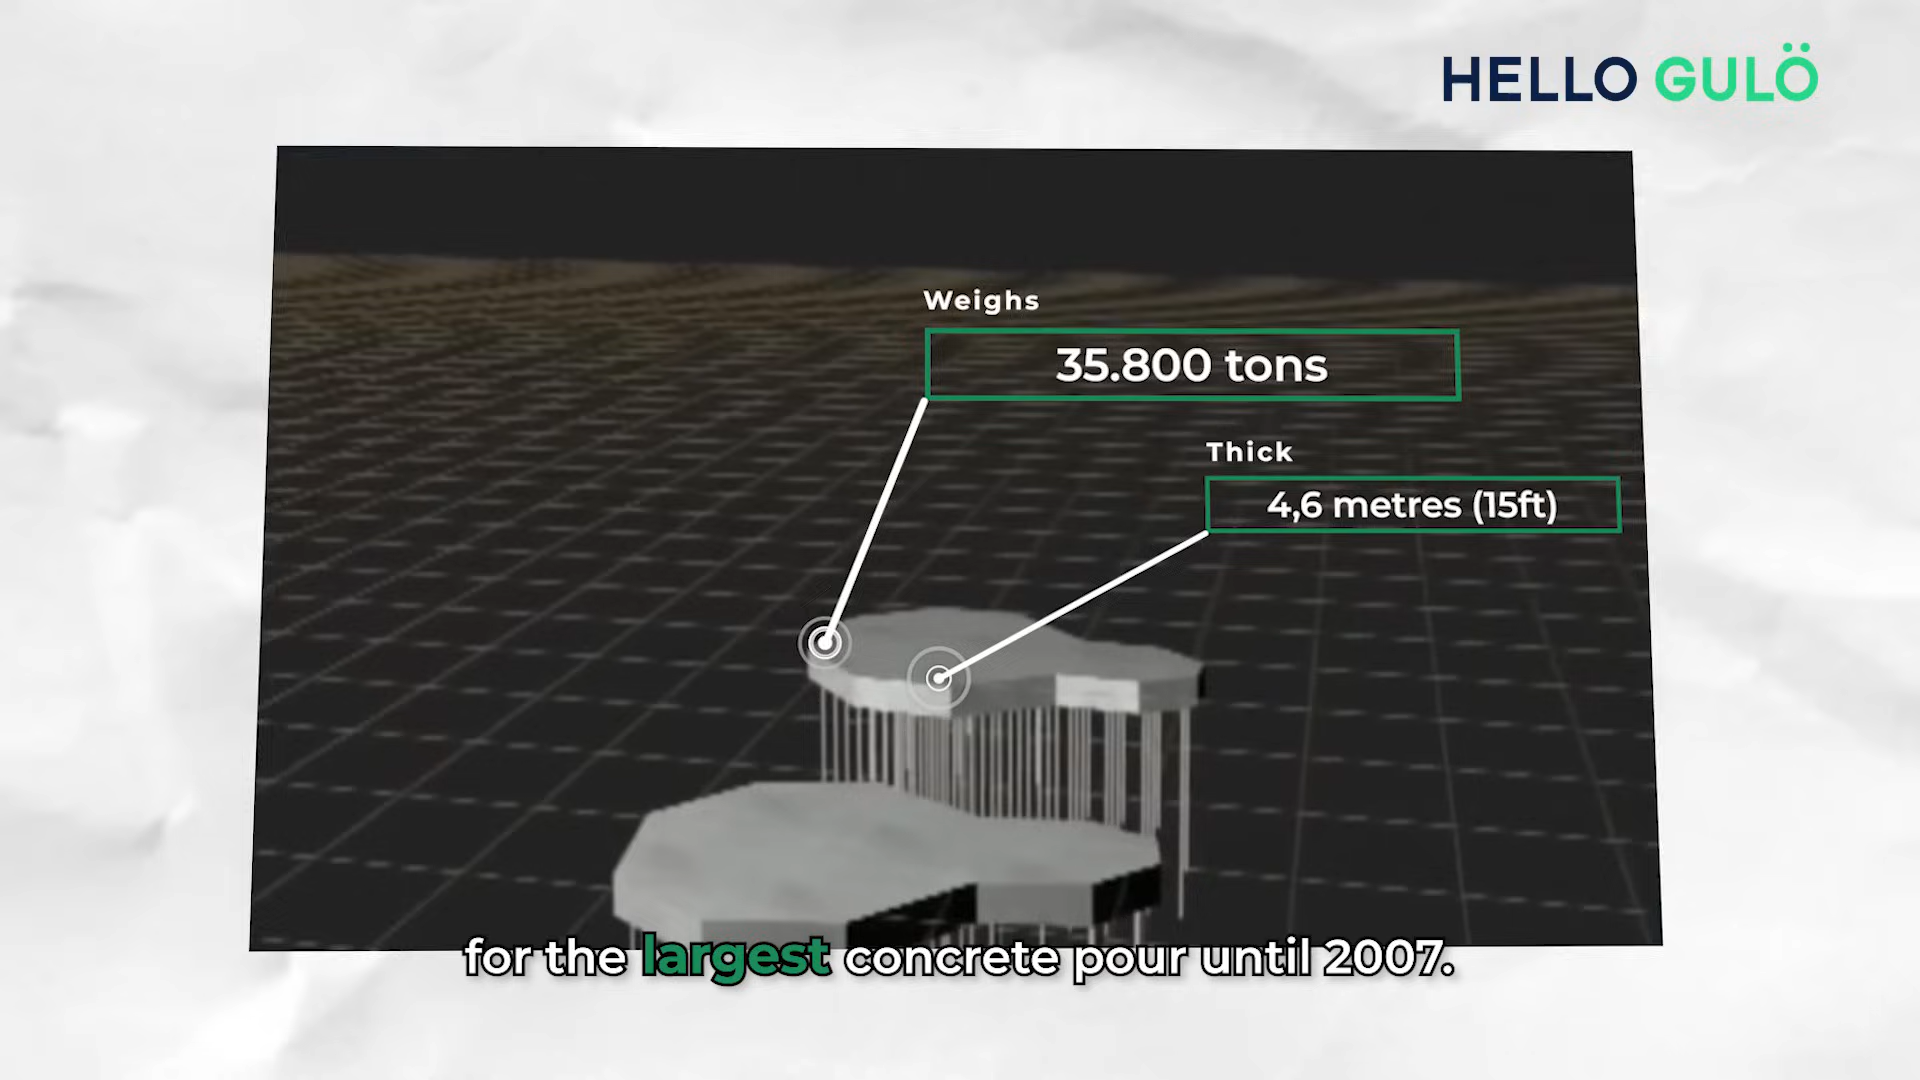 HELLO GULÖ
Weighs
35.800 tons
Thick
4,6 metres (15ft)
for the largest concrete pour until 2007.